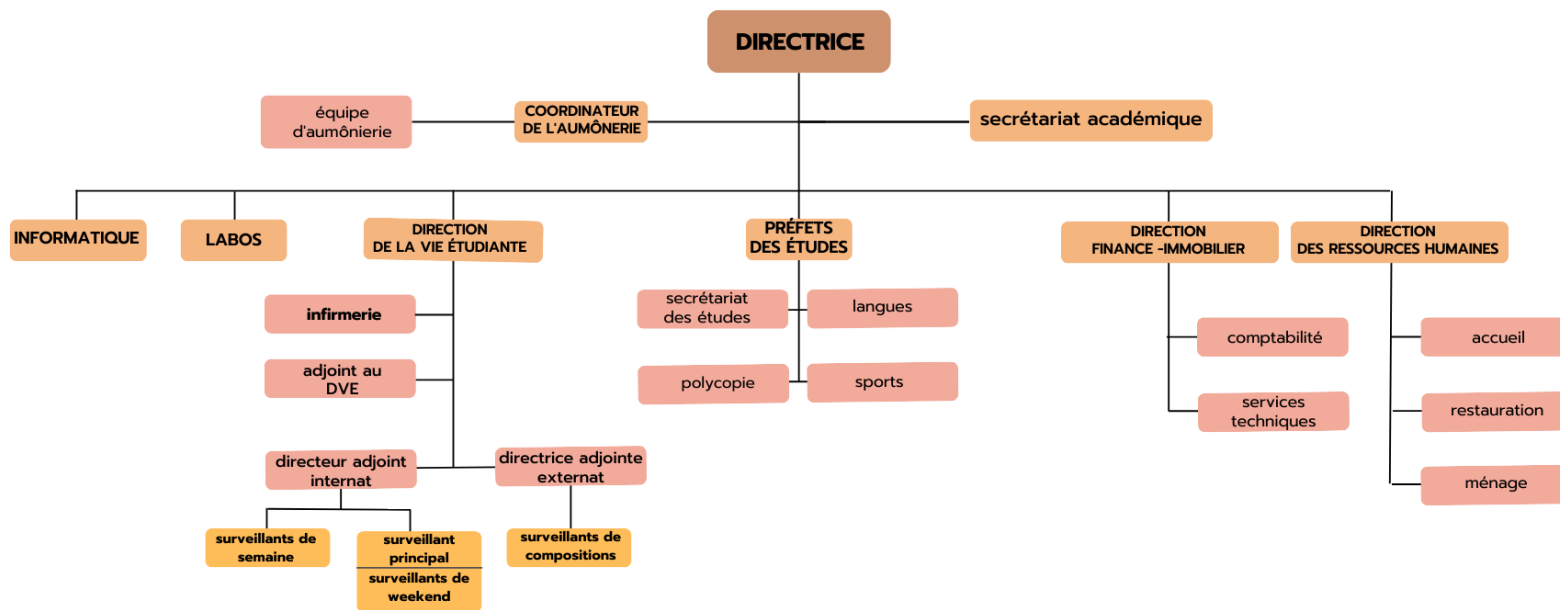 DIRECTRICE
équipe
d'aumônierie
COORDINATEUR
DE L'AUMÔNERIE
secrétariat académique
INFORMATIQUE
LABOS
DIRECTION
DE LA VIE ÉTUDIANTE
PRÉFETS
DES ÉTUDES
DIRECTION
FINANCE -IMMOBILIER
DIRECTION
DES RESSOURCES HUMAINES
infirmerie
adjoint au
DVE
secrétariat
des études
langues
polycopie
sports
comptabilité
services
techniques
accueil
restauration
ménage
directeur adjoint
internat
directrice adjointe
externat
surveillants de
semaine
surveillant
principal
surveillants de
weekend
surveillants de
compositions